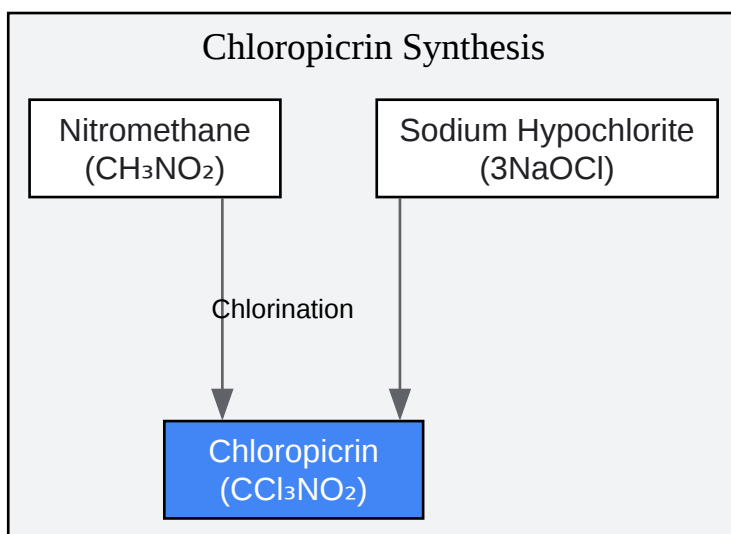 Chloropicrin Synthesis
Nitromethane
(CH₃NO₂)
Sodium Hypochlorite
(3NaOCl)
Chlorination
Chloropicrin
(CCl₃NO₂)